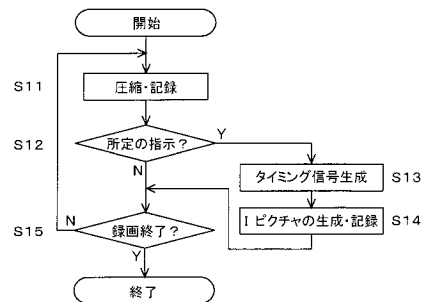 開始
S11
圧縮・記録
S12
所定の指示?
Y
N
タイミング信号生成
S13
Iピクチャの生成・記録
S14
S15
N
録画終了?
Y
終了